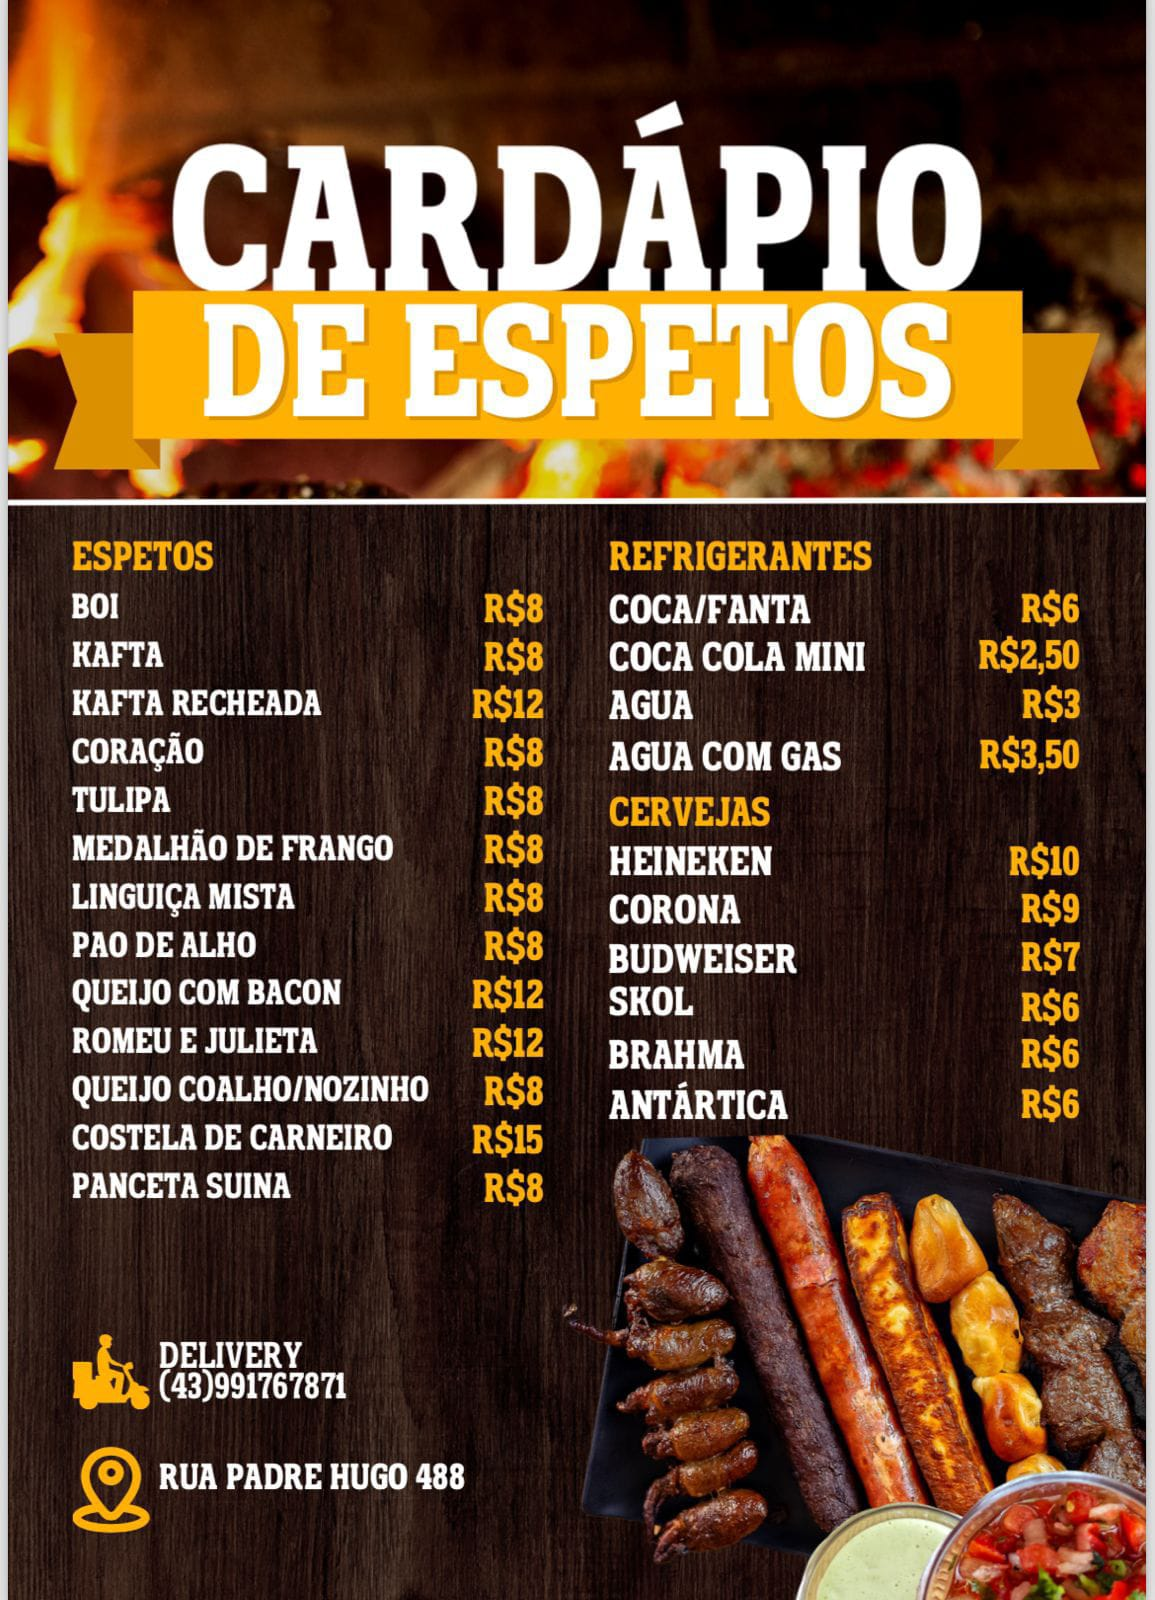 CARDÁPIO
DE ESPETOS
ESPETOS
BOI R$8
KAFTA R$8
KAFTA RECHEADA R$12
CORAÇÃO R$8
TULIPA R$8
MEDALHÃO DE FRANGO R$8
LINGUIÇA MISTA R$8
PAO DE ALHO R$8
QUEIJO COM BACON R$12
ROMEU E JULIETA R$12
QUEIJO COALHO/NOZINHO R$8
COSTELA DE CARNEIRO R$15
PANCETA SUINA R$8
REFRIGERANTES
COCA/FANTA R$6
COCA COLA MINI R$2,50
AGUA R$3
AGUA COM GAS R$3,50
CERVEJAS
HEINEKEN R$10
CORONA R$9
BUDWEISER R$7
SKOL R$6
BRAHMA R$6
ANTÁRTICA R$6
DELIVERY
(43)991767871
RUA PADRE HUGO 488